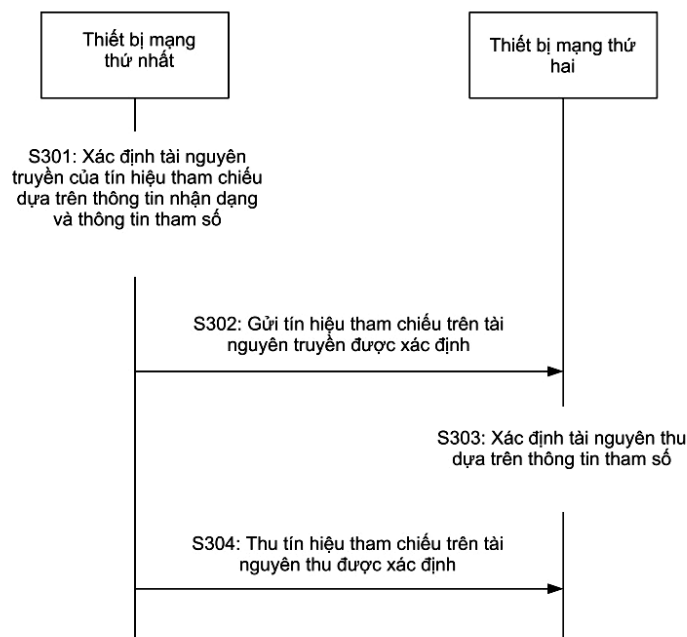 Thiết bị mạng
thứ nhất
Thiết bị mạng thứ
hai
S301: Xác định tài nguyên
truyền của tín hiệu tham chiếu
dựa trên thông tin nhận dạng
và thông tin tham số
S302: Gửi tín hiệu tham chiếu trên tài
nguyên truyền được xác định
S303: Xác định tài nguyên thu
dựa trên thông tin tham số
S304: Thu tín hiệu tham chiếu trên tài
nguyên thu được xác định